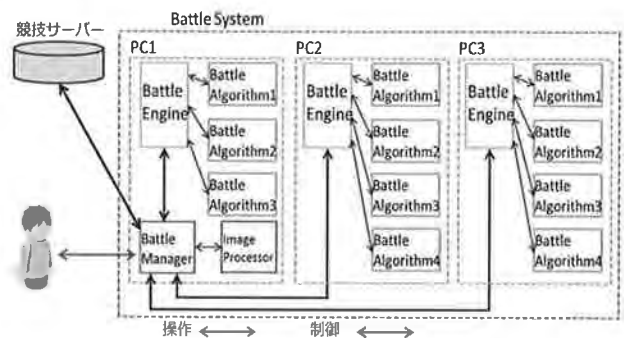 競技サーバー
Battle System
PC1
Battle
Engine
Battle
Algorithm1
Battle
Algorithm2
Battle
Algorithm3
Battle
Manager
Image
Processor
PC2
Battle
Engine
Battle
Algorithm1
Battle
Algorithm2
Battle
Algorithm3
Battle
Algorithm4
PC3
Battle
Engine
Battle
Algorithm1
Battle
Algorithm2
Battle
Algorithm3
Battle
Algorithm4
操作
制御